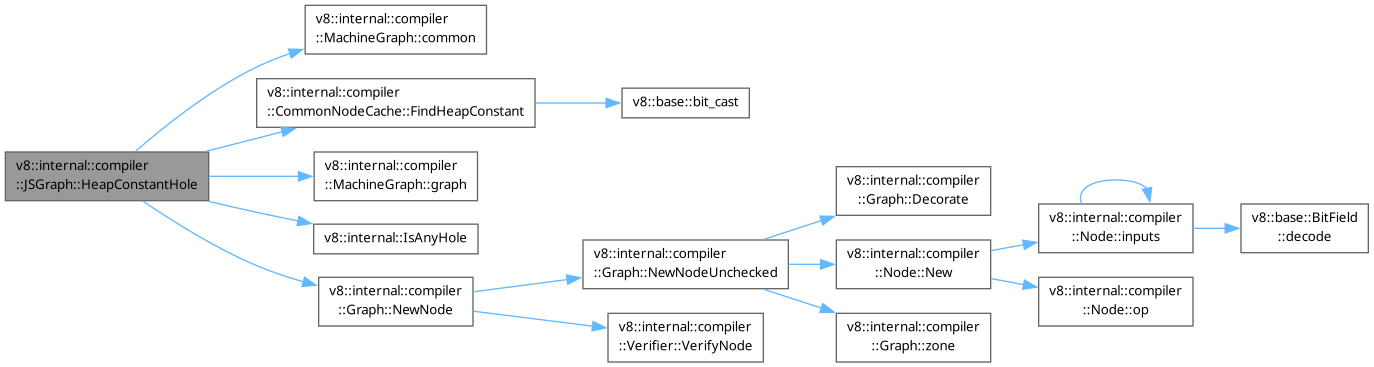 v8::internal::compiler
::JSGraph::HeapConstantHole
v8::internal::compiler
::MachineGraph::common
v8::internal::compiler
::CommonNodeCache::FindHeapConstant
v8::base::bit_cast
v8::internal::compiler
::MachineGraph::graph
v8::internal::IsAnyHole
v8::internal::compiler
::Graph::NewNode
v8::internal::compiler
::Graph::NewNodeUnchecked
v8::internal::compiler
::Verifier::VerifyNode
v8::internal::compiler
::Graph::Decorate
v8::internal::compiler
::Node::New
v8::internal::compiler
::Graph::zone
v8::internal::compiler
::Node::inputs
v8::internal::compiler
::Node::op
v8::base::BitField
::decode